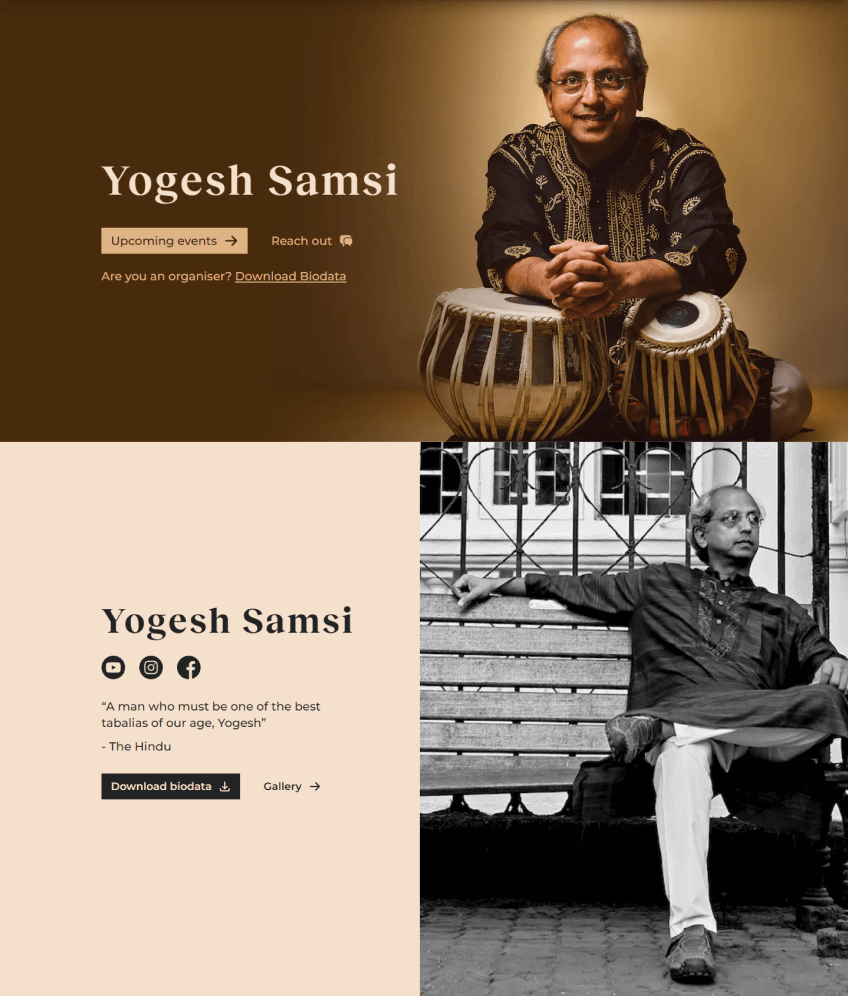 Yogesh Samsi
Upcoming events
Reach out
Are you an organiser? Download Biodata
Yogesh Samsi
“A man who must be one of the best
tabalias of our age, Yogesh”
- The Hindu
Download biodata
Gallery